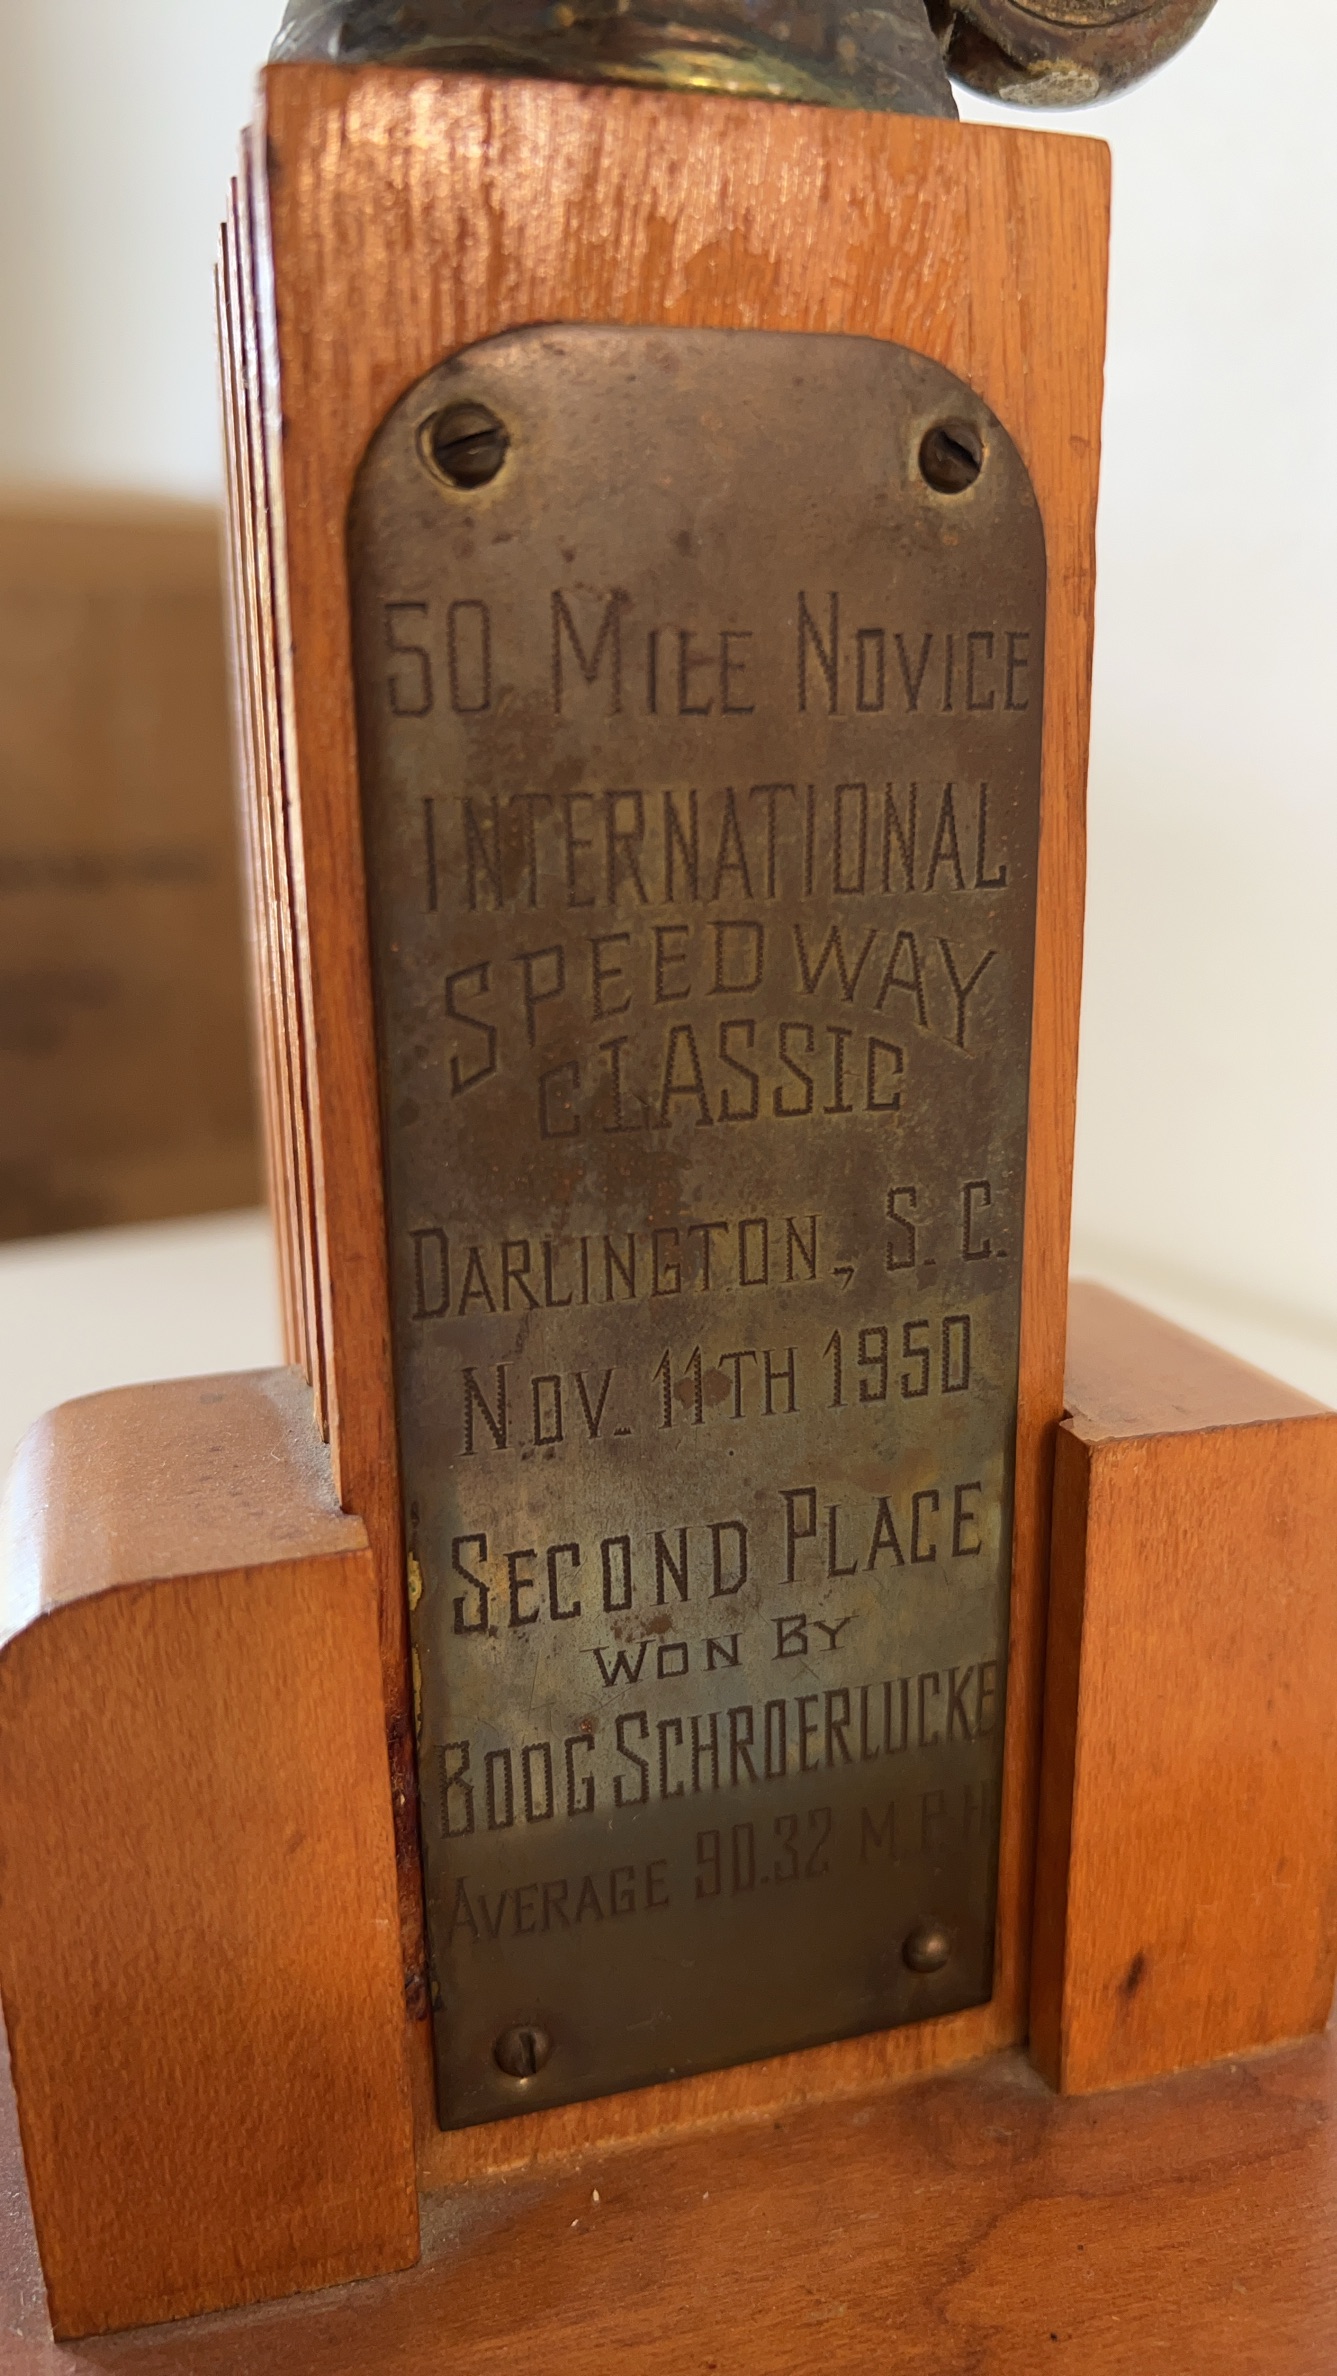 50 MILE NOVICE
INTERNATIONAL
SPEEDWAY
CLASSIC
DARLINGTON, S. C.
NOV. 11TH 1950
SECOND PLACE
WON BY
BOOG SCHROERLUCKE
AVERAGE 90.32 M.P.H